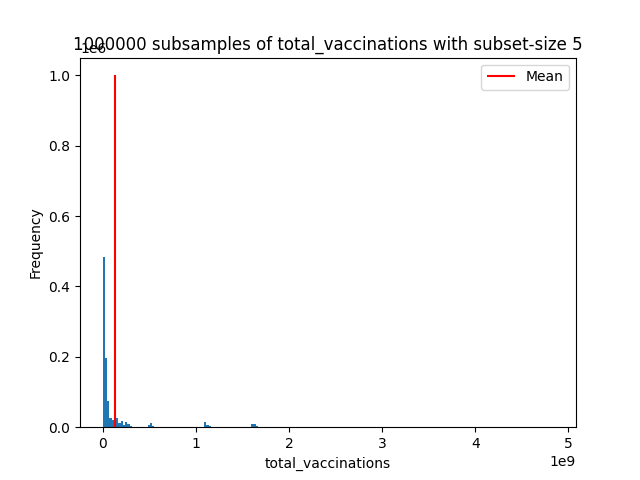 1000000 subsamples of total_vaccinations with subset-size 5
1e6
Mean
1.0
0.8
0.6
0.4
0.2
0.0
Frequency
0
1
2
3
4
5
1e9
total_vaccinations